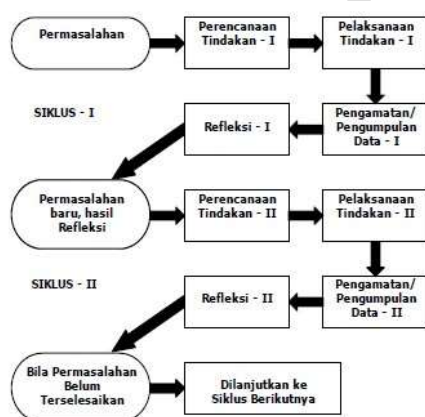 Permasalahan
Perencanaan
Tindakan - I
Pelaksanaan
Tindakan - I
SIKLUS - I
Refleksi - I
Pengamatan/
Pengumpulan
Data - I
Permasalahan
baru, hasil
Refleksi
Perencanaan
Tindakan - II
Pelaksanaan
Tindakan - II
SIKLUS - II
Refleksi - II
Pengamatan/
Pengumpulan
Data - II
Bila Permasalahan
Belum
Terselesaikan
Dilanjutkan ke
Siklus Berikutnya